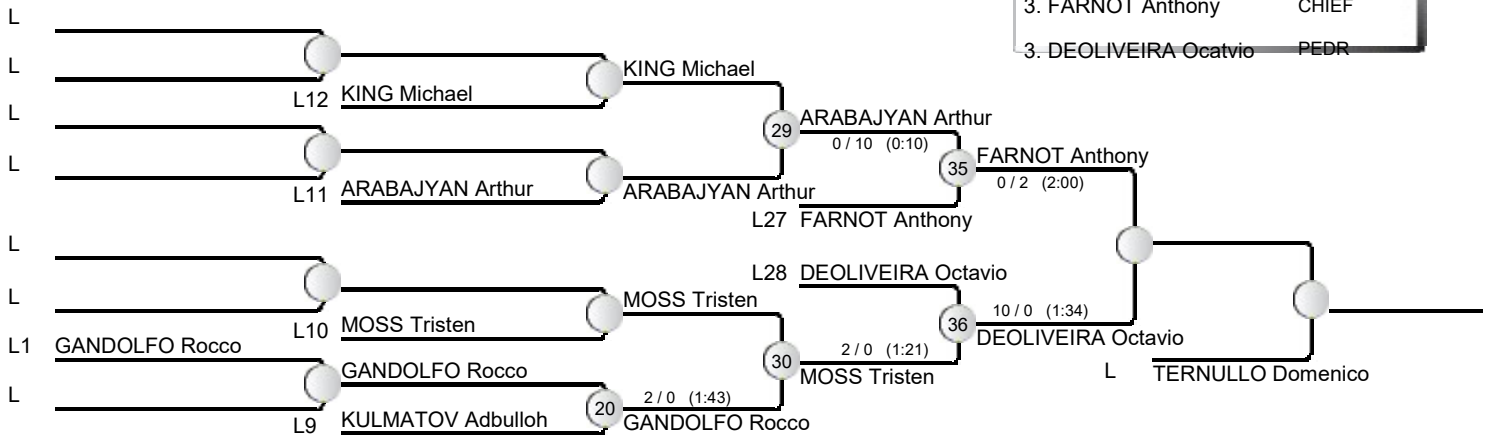 3. FARNOT Anthony CHIEF
3. DEOLIVEIRA Ocatvio PEDR
L
L
L12 KING Michael
KING Michael
L
L
L11 ARABAJYAN Arthur
ARABAJYAN Arthur
29
ARABAJYAN Arthur
0 / 10 (0:10)
L27 FARNOT Anthony
35
FARNOT Anthony
0 / 2 (2:00)
L
L
L10 MOSS Tristen
MOSS Tristen
L1 GANDOLFO Rocco
L
GANDOLFO Rocco
L9 KULMATOV Adbulloh
20
2 / 0 (1:43)
GANDOLFO Rocco
30
2 / 0 (1:21)
MOSS Tristen
L28 DEOLIVEIRA Octavio
36
10 / 0 (1:34)
DEOLIVEIRA Octavio
L TERNULLO Domenico